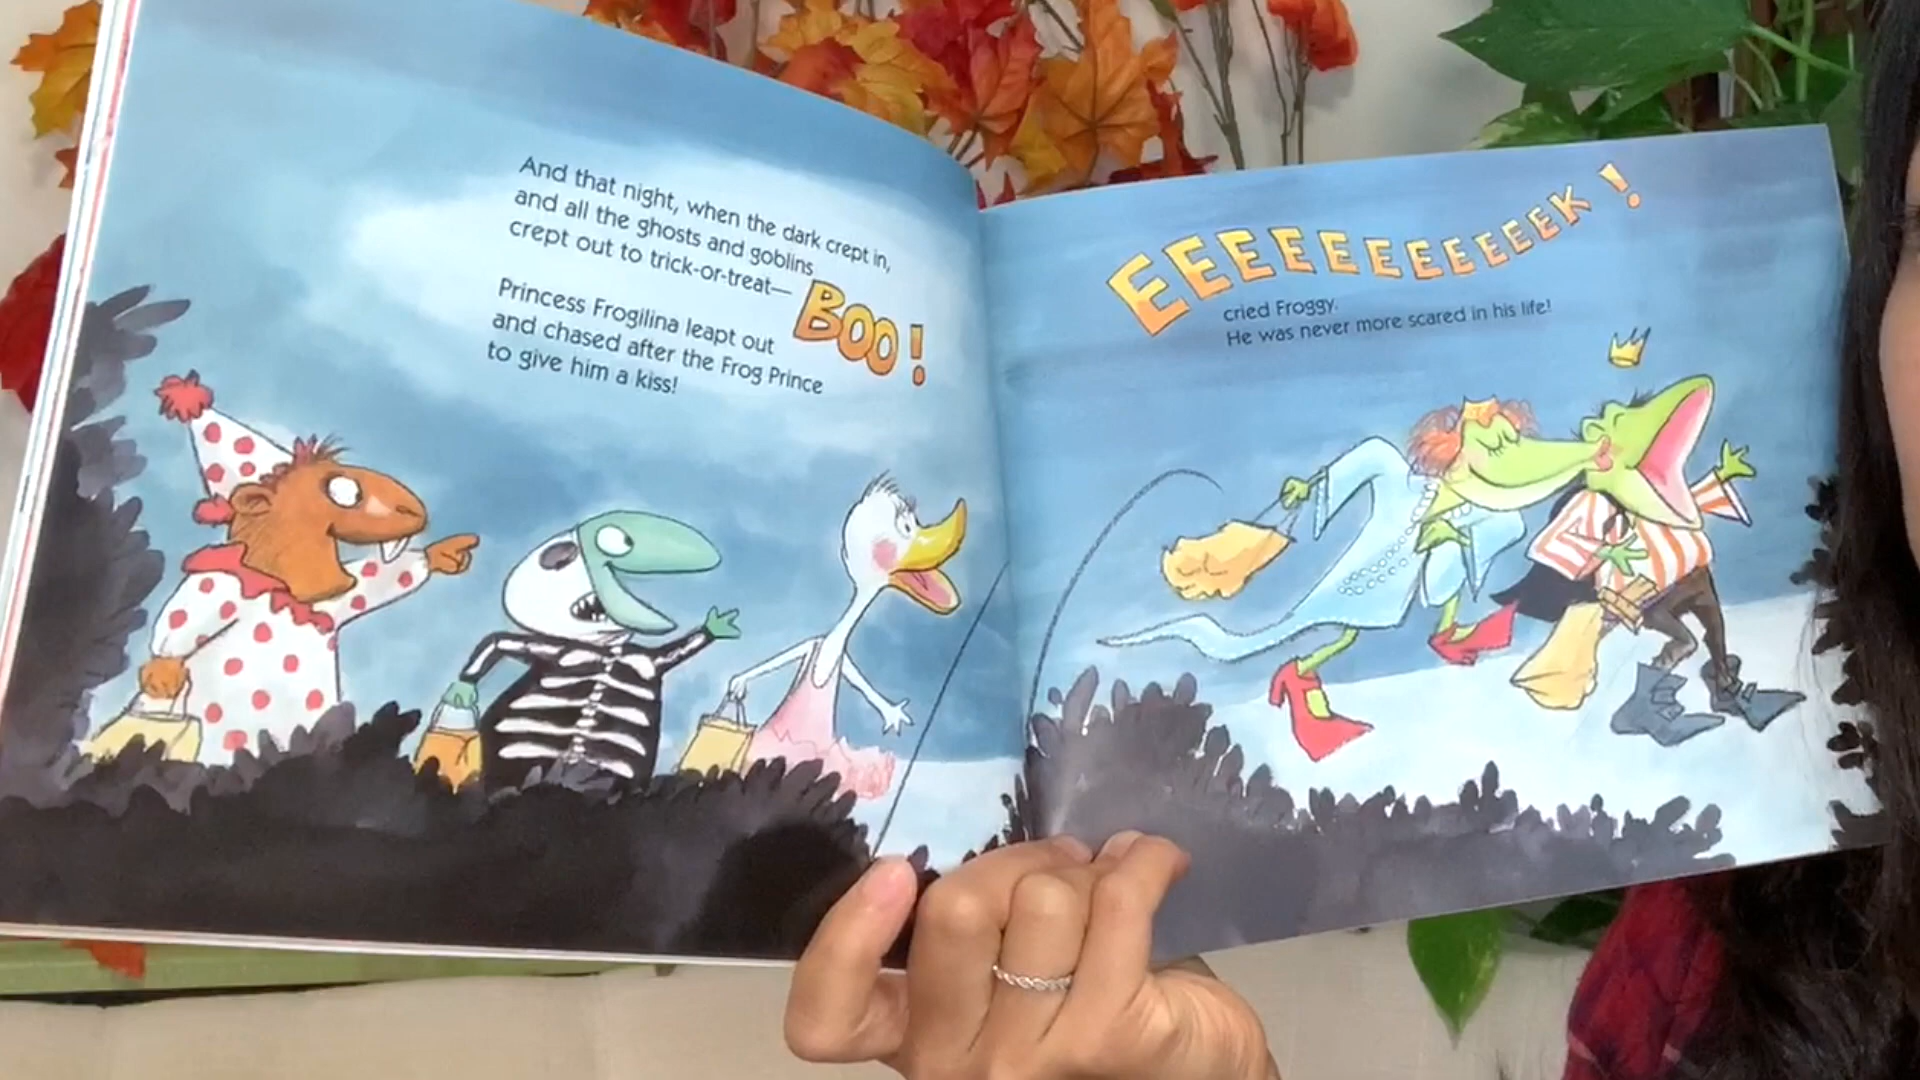 And that night, when the dark crept in,
and all the ghosts and goblins
crept out to trick-or-treat—
BOO!
Princess Frogilina leapt out
and chased after the Frog Prince
to give him a kiss!
EEEEEEEEEEEK!
cried Froggy.
He was never more scared in his life!